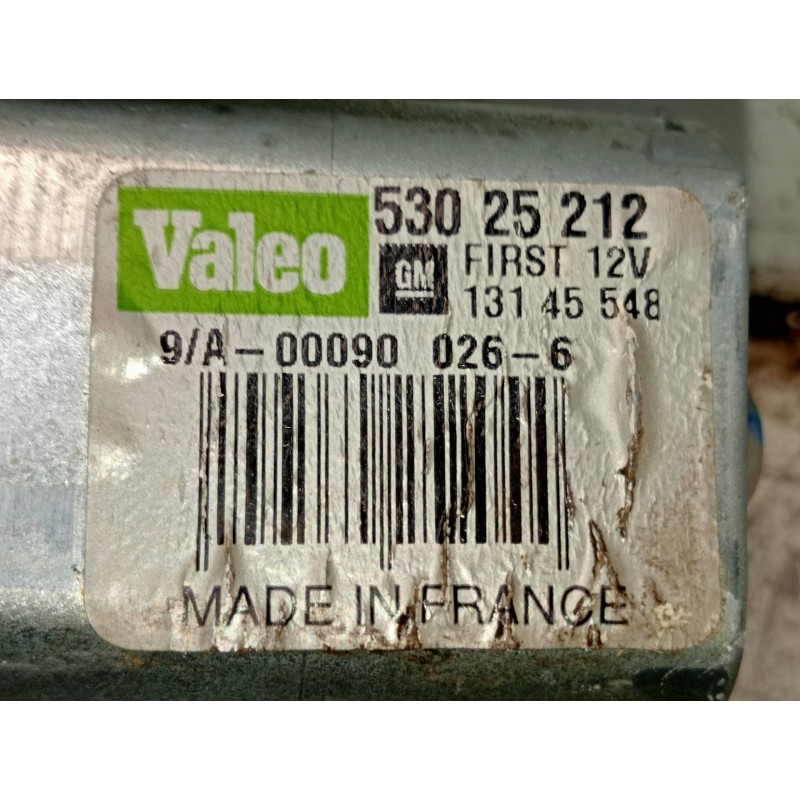 Valeo 530 25 212
GM FIRST 12V
131 45 548
9/A-00090 026-6
MADE IN FRANCE